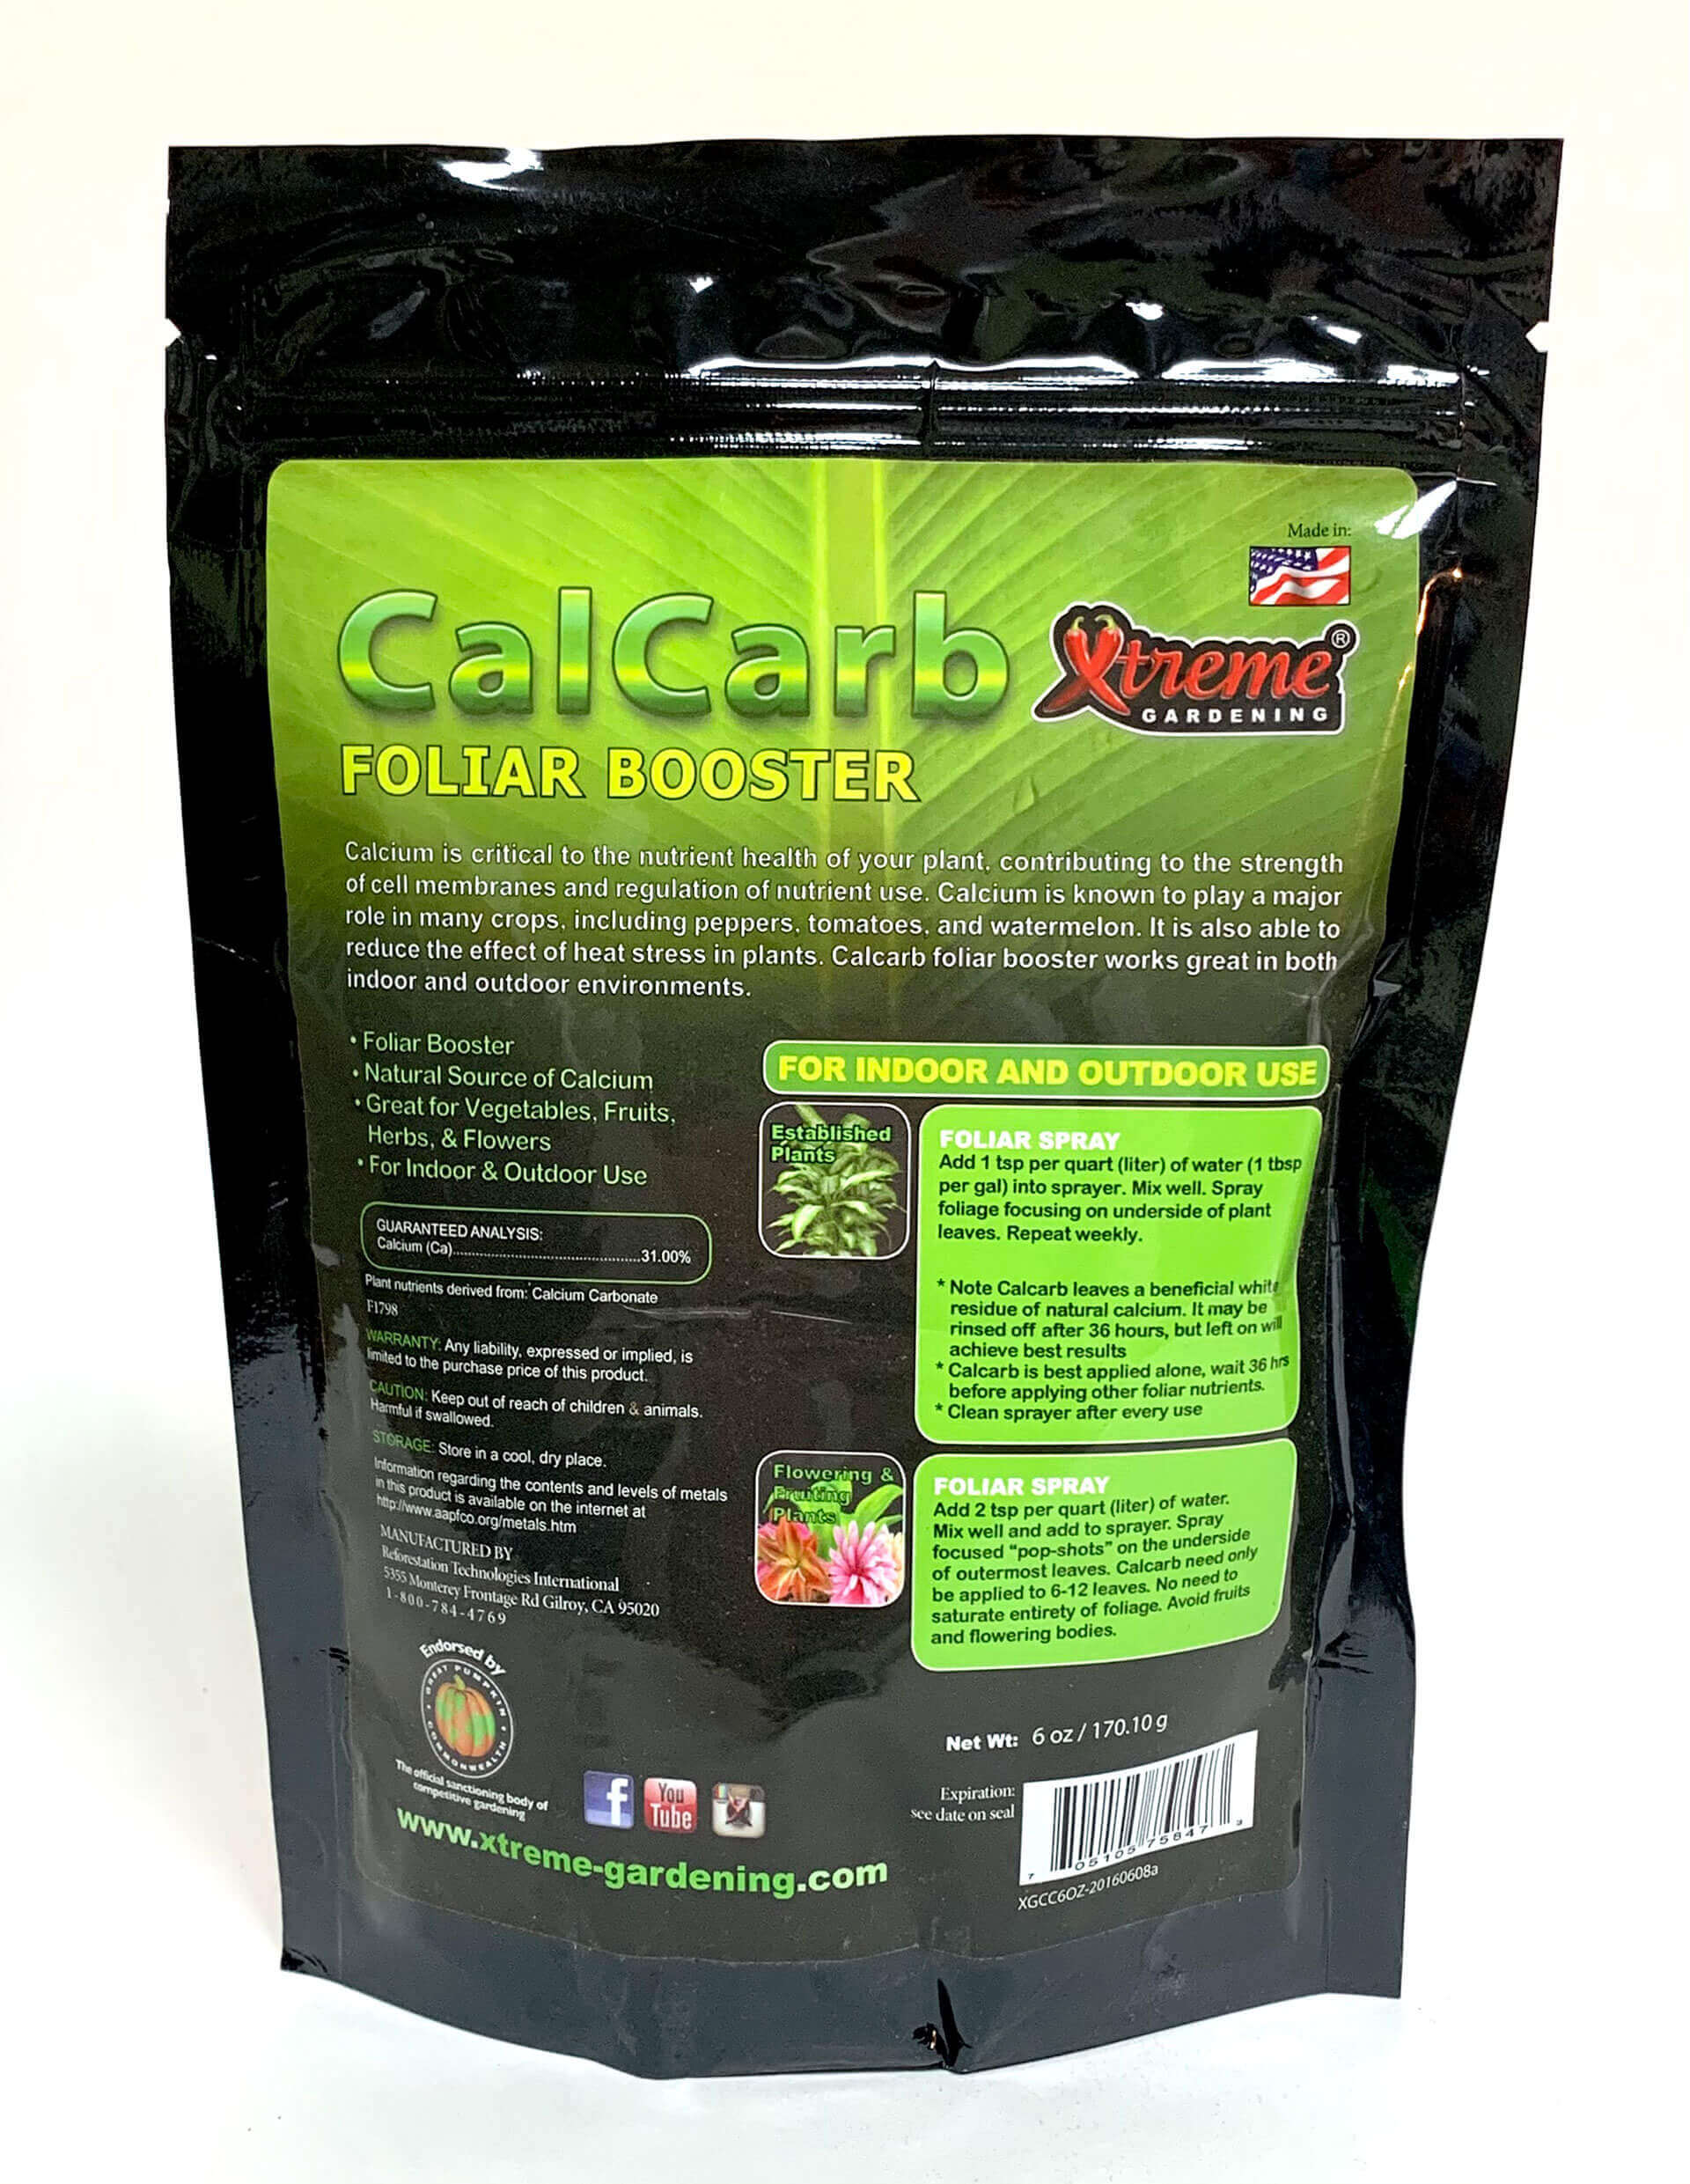 Made in:
CalCarb
Xtreme®
GARDENING
FOLIAR BOOSTER
Calcium is critical to the nutrient health of your plant, contributing to the strength
of cell membranes and regulation of nutrient use. Calcium is known to play a major
role in many crops, including peppers, tomatoes, and watermelon. It is also able to
reduce the effect of heat stress in plants. Calcarb foliar booster works great in both
indoor and outdoor environments.
• Foliar Booster
• Natural Source of Calcium
• Great for Vegetables, Fruits,
Herbs, & Flowers
• For Indoor & Outdoor Use
GUARANTEED ANALYSIS:
Calcium (Ca)..................................................31.00%
Plant nutrients derived from: Calcium Carbonate
F1798
WARRANTY: Any liability, expressed or implied, is
limited to the purchase price of this product.
CAUTION: Keep out of reach of children & animals.
Harmful if swallowed.
STORAGE: Store in a cool, dry place.
Information regarding the contents and levels of metals
in this product is available on the internet at
http://www.aapfco.org/metals.htm
MANUFACTURED BY
Reforestation Technologies International
5355 Monterey Frontage Rd Gilroy, CA 95020
1-800-784-4769
FOR INDOOR AND OUTDOOR USE
Established
Plants
FOLIAR SPRAY
Add 1 tsp per quart (liter) of water (1 tbsp
per gal) into sprayer. Mix well. Spray
foliage focusing on underside of plant
leaves. Repeat weekly.
* Note Calcarb leaves a beneficial white
residue of natural calcium. It may be
rinsed off after 36 hours, but left on will
achieve best results
* Calcarb is best applied alone, wait 36 hrs
before applying other foliar nutrients.
* Clean sprayer after every use
Flowering &
Fruiting
Plants
FOLIAR SPRAY
Add 2 tsp per quart (liter) of water.
Mix well and add to sprayer. Spray
focused “pop-shots” on the underside
of outermost leaves. Calcarb need only
be applied to 6-12 leaves. No need to
saturate entirety of foliage. Avoid fruits
and flowering bodies.
Endorsed by
GREAT PUMPKIN
COMMONWEALTH
The official sanctioning body of
competitive gardening
f
You
Tube
www.xtreme-gardening.com
Net Wt: 6 oz / 170.10 g
Expiration:
see date on seal
7 05105 75847 3
XGCC6OZ-20160608a